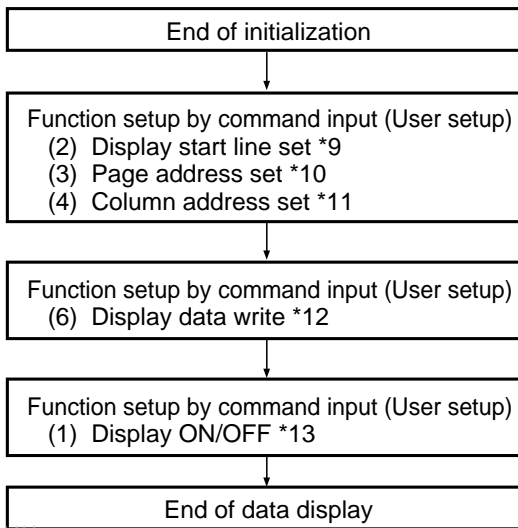 End of initialization
Function setup by command input (User setup)
(2) Display start line set *9
(3) Page address set *10
(4) Column address set *11
Function setup by command input (User setup)
(6) Display data write *12
Function setup by command input (User setup)
(1) Display ON/OFF *13
End of data display